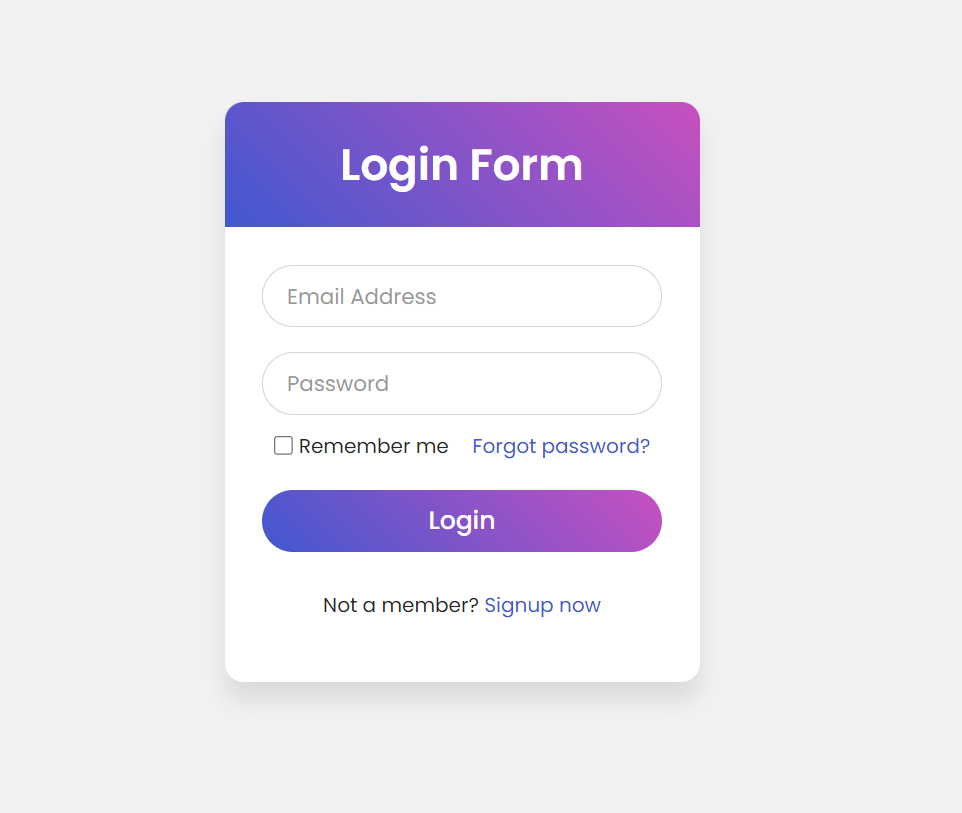 Login Form
Email Address
Password
Remember me Forgot password?
Login
Not a member? Signup now